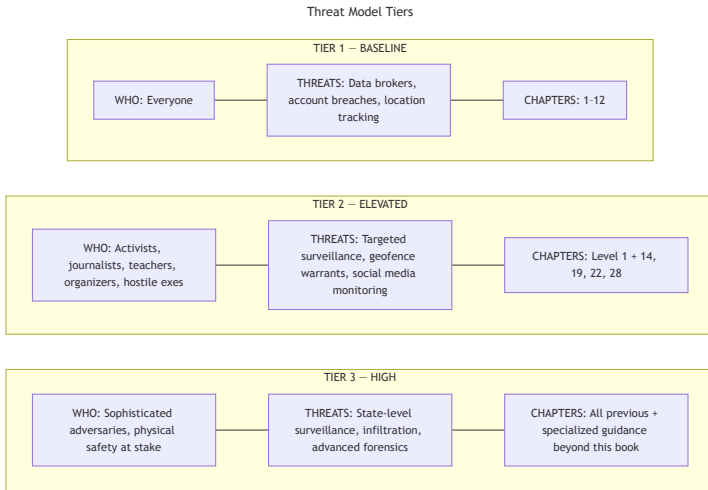 Threat Model Tiers
TIER 1 — BASELINE
WHO: Everyone
THREATS: Data brokers,
account breaches, location
tracking
CHAPTERS: 1–12
TIER 2 — ELEVATED
WHO: Activists,
journalists, teachers,
organizers, hostile exes
THREATS: Targeted
surveillance, geofence
warrants, social media
monitoring
CHAPTERS: Level 1 + 14,
19, 22, 28
TIER 3 — HIGH
WHO: Sophisticated
adversaries, physical
safety at stake
THREATS: State-level
surveillance, infiltration,
advanced forensics
CHAPTERS: All previous +
specialized guidance
beyond this book